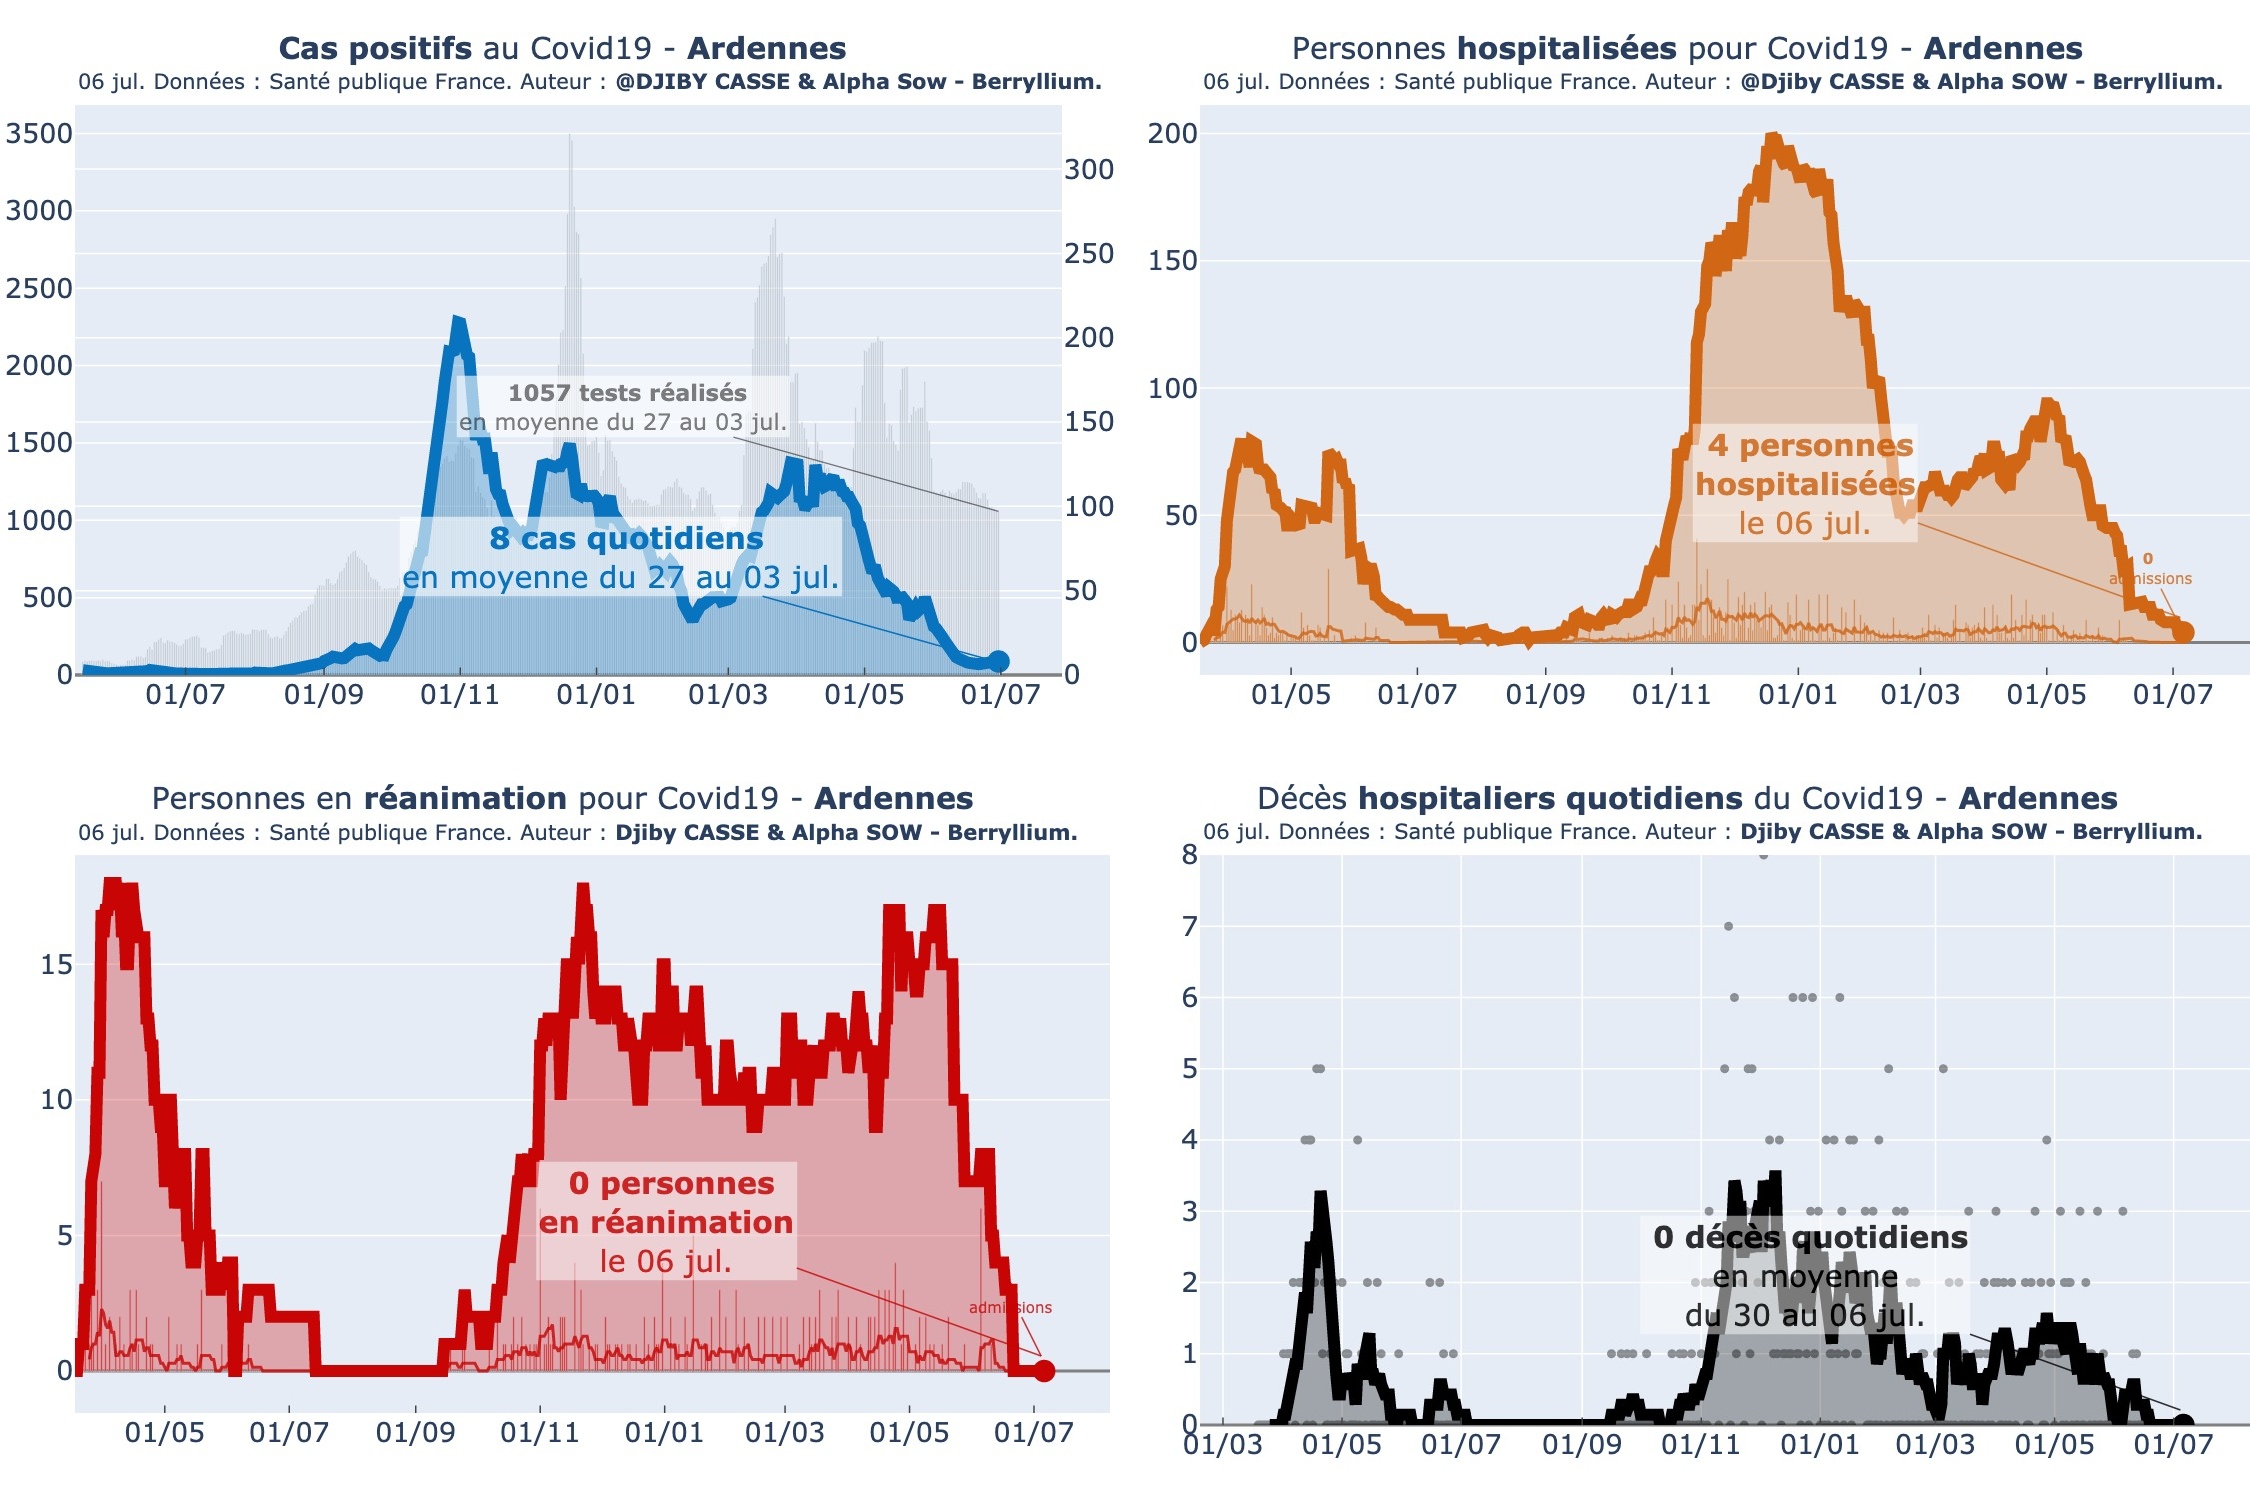 Cas positifs au Covid19 - Ardennes
06 jul. Données : Santé publique France. Auteur : @DJIBY CASSE & Alpha Sow - Berryllium.
3500
3000
2500
2000
1500
1000
500
0
300
250
200
150
100
50
0
1057 tests réalisés
en moyenne du 27 au 03 jul.
8 cas quotidiens
en moyenne du 27 au 03 jul.
01/07 01/09 01/11 01/01 01/03 01/05 01/07
Personnes hospitalisées pour Covid19 - Ardennes
06 jul. Données : Santé publique France. Auteur : @Djiby CASSE & Alpha SOW - Berryllium.
200
150
100
50
0
4 personnes
hospitalisées
le 06 jul.
0
admissions
01/05 01/07 01/09 01/11 01/01 01/03 01/05 01/07
Personnes en réanimation pour Covid19 - Ardennes
06 jul. Données : Santé publique France. Auteur : Djiby CASSE & Alpha SOW - Berryllium.
15
10
5
0
0 personnes
en réanimation
le 06 jul.
admissions
01/05 01/07 01/09 01/11 01/01 01/03 01/05 01/07
Décès hospitaliers quotidiens du Covid19 - Ardennes
06 jul. Données : Santé publique France. Auteur : Djiby CASSE & Alpha SOW - Berryllium.
8
7
6
5
4
3
2
1
0
0 décès quotidiens
en moyenne
du 30 au 06 jul.
01/03 01/05 01/07 01/09 01/11 01/01 01/03 01/05 01/07